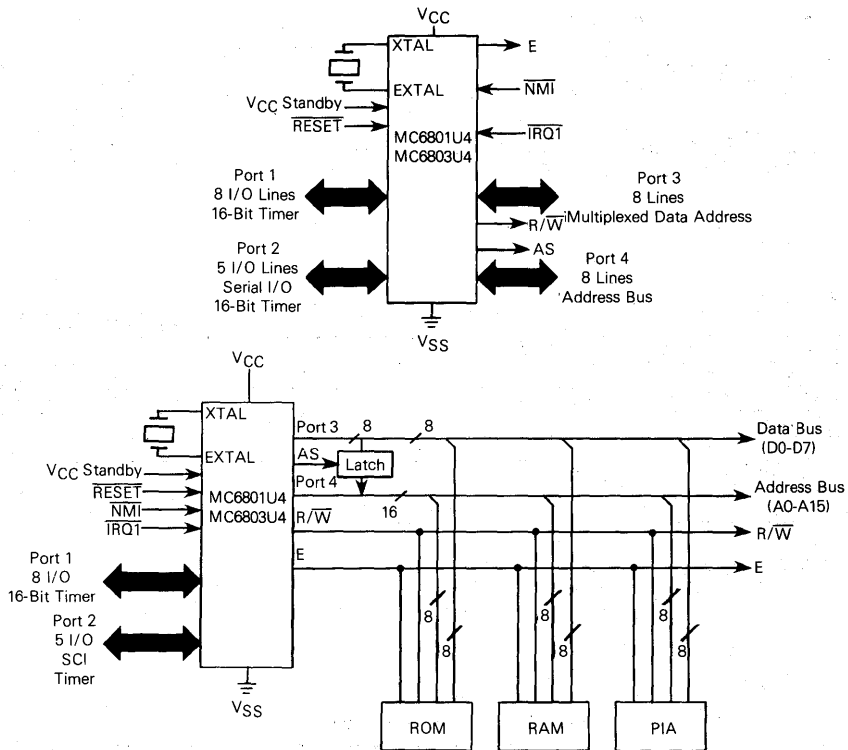 VCC
XTAL
E
EXTAL
NMI
VCC Standby
RESET
IRQ1
MC6801U4
MC6803U4
Port 1
8 I/O Lines
16-Bit Timer
Port 3
8 Lines
Multiplexed Data Address
R/W
AS
Port 2
5 I/O Lines
Serial I/O
16-Bit Timer
Port 4
8 Lines
Address Bus
VSS
VCC
XTAL
EXTAL
Port 3
8
8
Data Bus
(D0-D7)
AS
Latch
VCC Standby
RESET
NMI
IRQ1
MC6801U4
MC6803U4
Port 4
16
Address Bus
(A0-A15)
R/W
R/W
E
E
Port 1
8 I/O
16-Bit Timer
Port 2
5 I/O
SCI
Timer
8
8
8
8
8
8
VSS
ROM
RAM
PIA